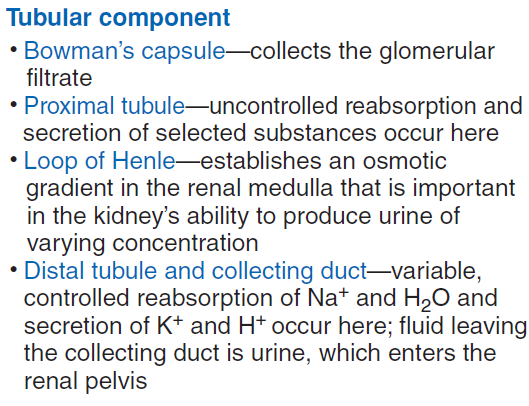 Tubular component
• Bowman's capsule—collects the glomerular
filtrate
• Proximal tubule—uncontrolled reabsorption and
secretion of selected substances occur here
• Loop of Henle—establishes an osmotic
gradient in the renal medulla that is important
in the kidney's ability to produce urine of
varying concentration
• Distal tubule and collecting duct—variable,
controlled reabsorption of Na⁺ and H₂O and
secretion of K⁺ and H⁺ occur here; fluid leaving
the collecting duct is urine, which enters the
renal pelvis